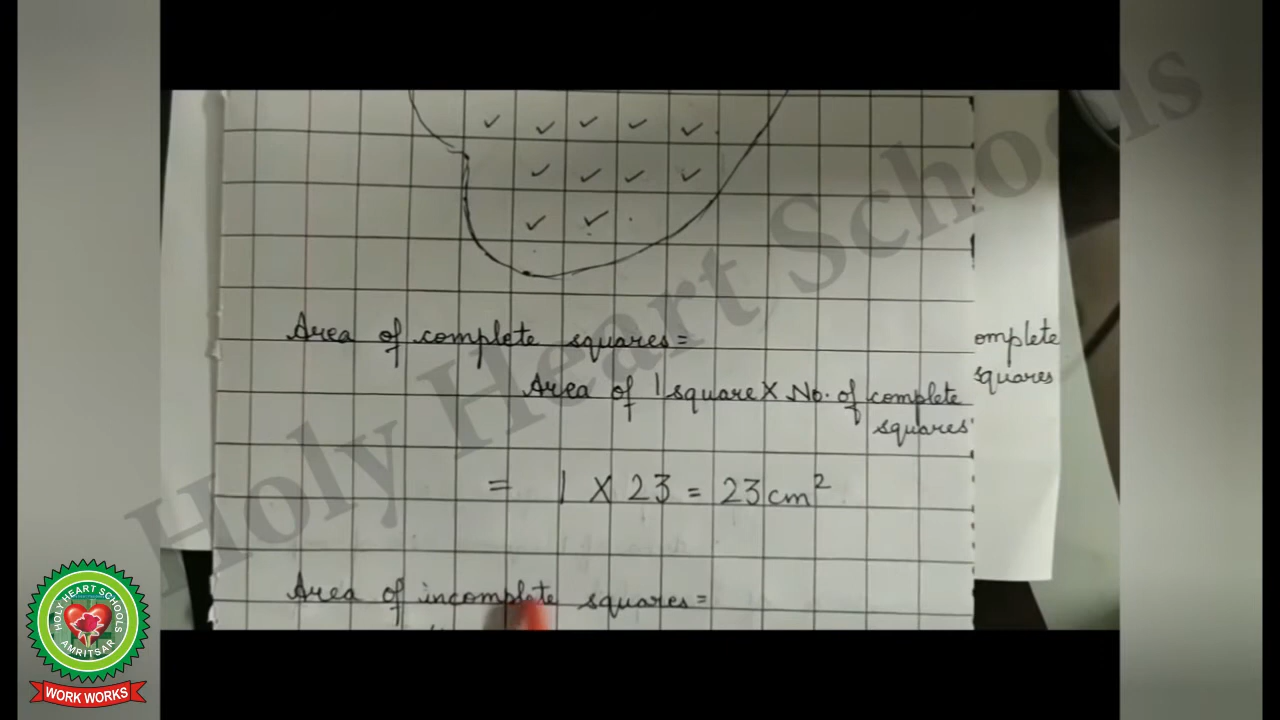 Area of complete squares =
omplete
squares
Area of 1 square X No. of complete
squares
= 1 X 23 = 23 cm²
Area of incomplete squares =
Holy Heart Schools
HOLY HEART SCHOOLS
AMRITSAR
WORK WORKS